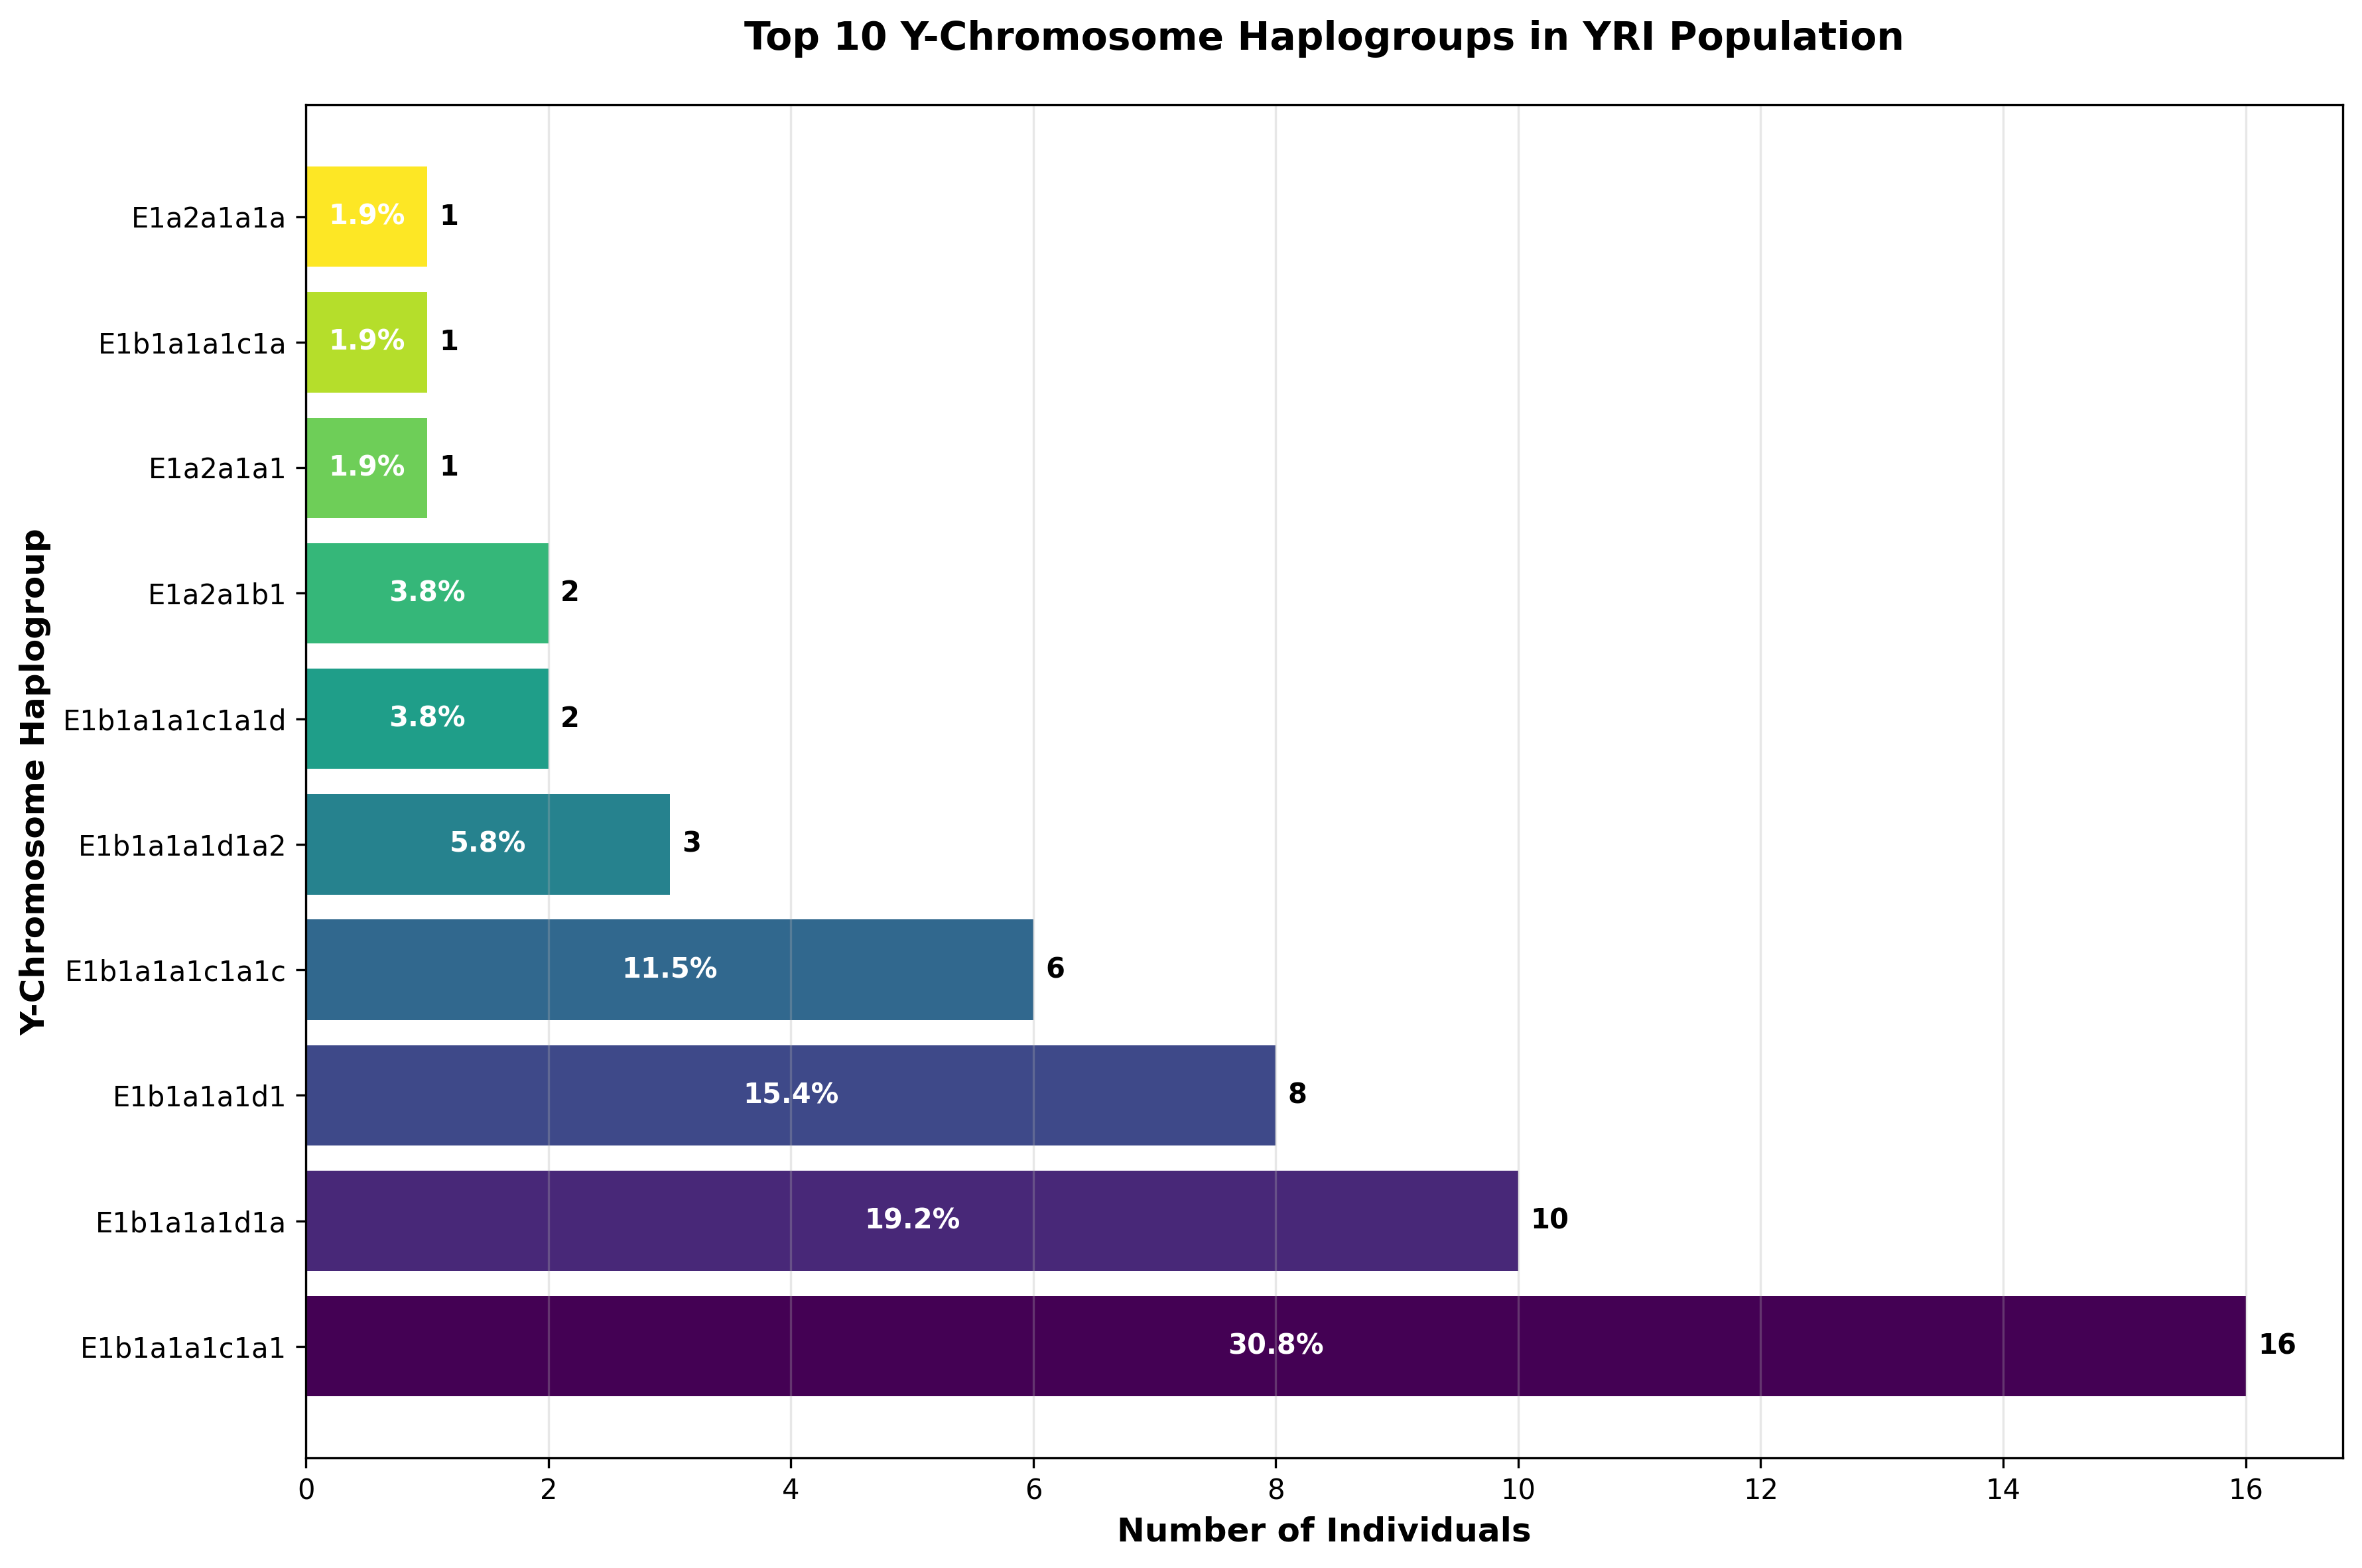 Top 10 Y-Chromosome Haplogroups in YRI Population
Y-Chromosome Haplogroup
E1a2a1a1a 1.9% 1
E1b1a1a1c1a 1.9% 1
E1a2a1a1 1.9% 1
E1a2a1b1 3.8% 2
E1b1a1a1c1a1d 3.8% 2
E1b1a1a1d1a2 5.8% 3
E1b1a1a1c1a1c 11.5% 6
E1b1a1a1d1 15.4% 8
E1b1a1a1d1a 19.2% 10
E1b1a1a1c1a1 30.8% 16
0 2 4 6 8 10 12 14 16
Number of Individuals